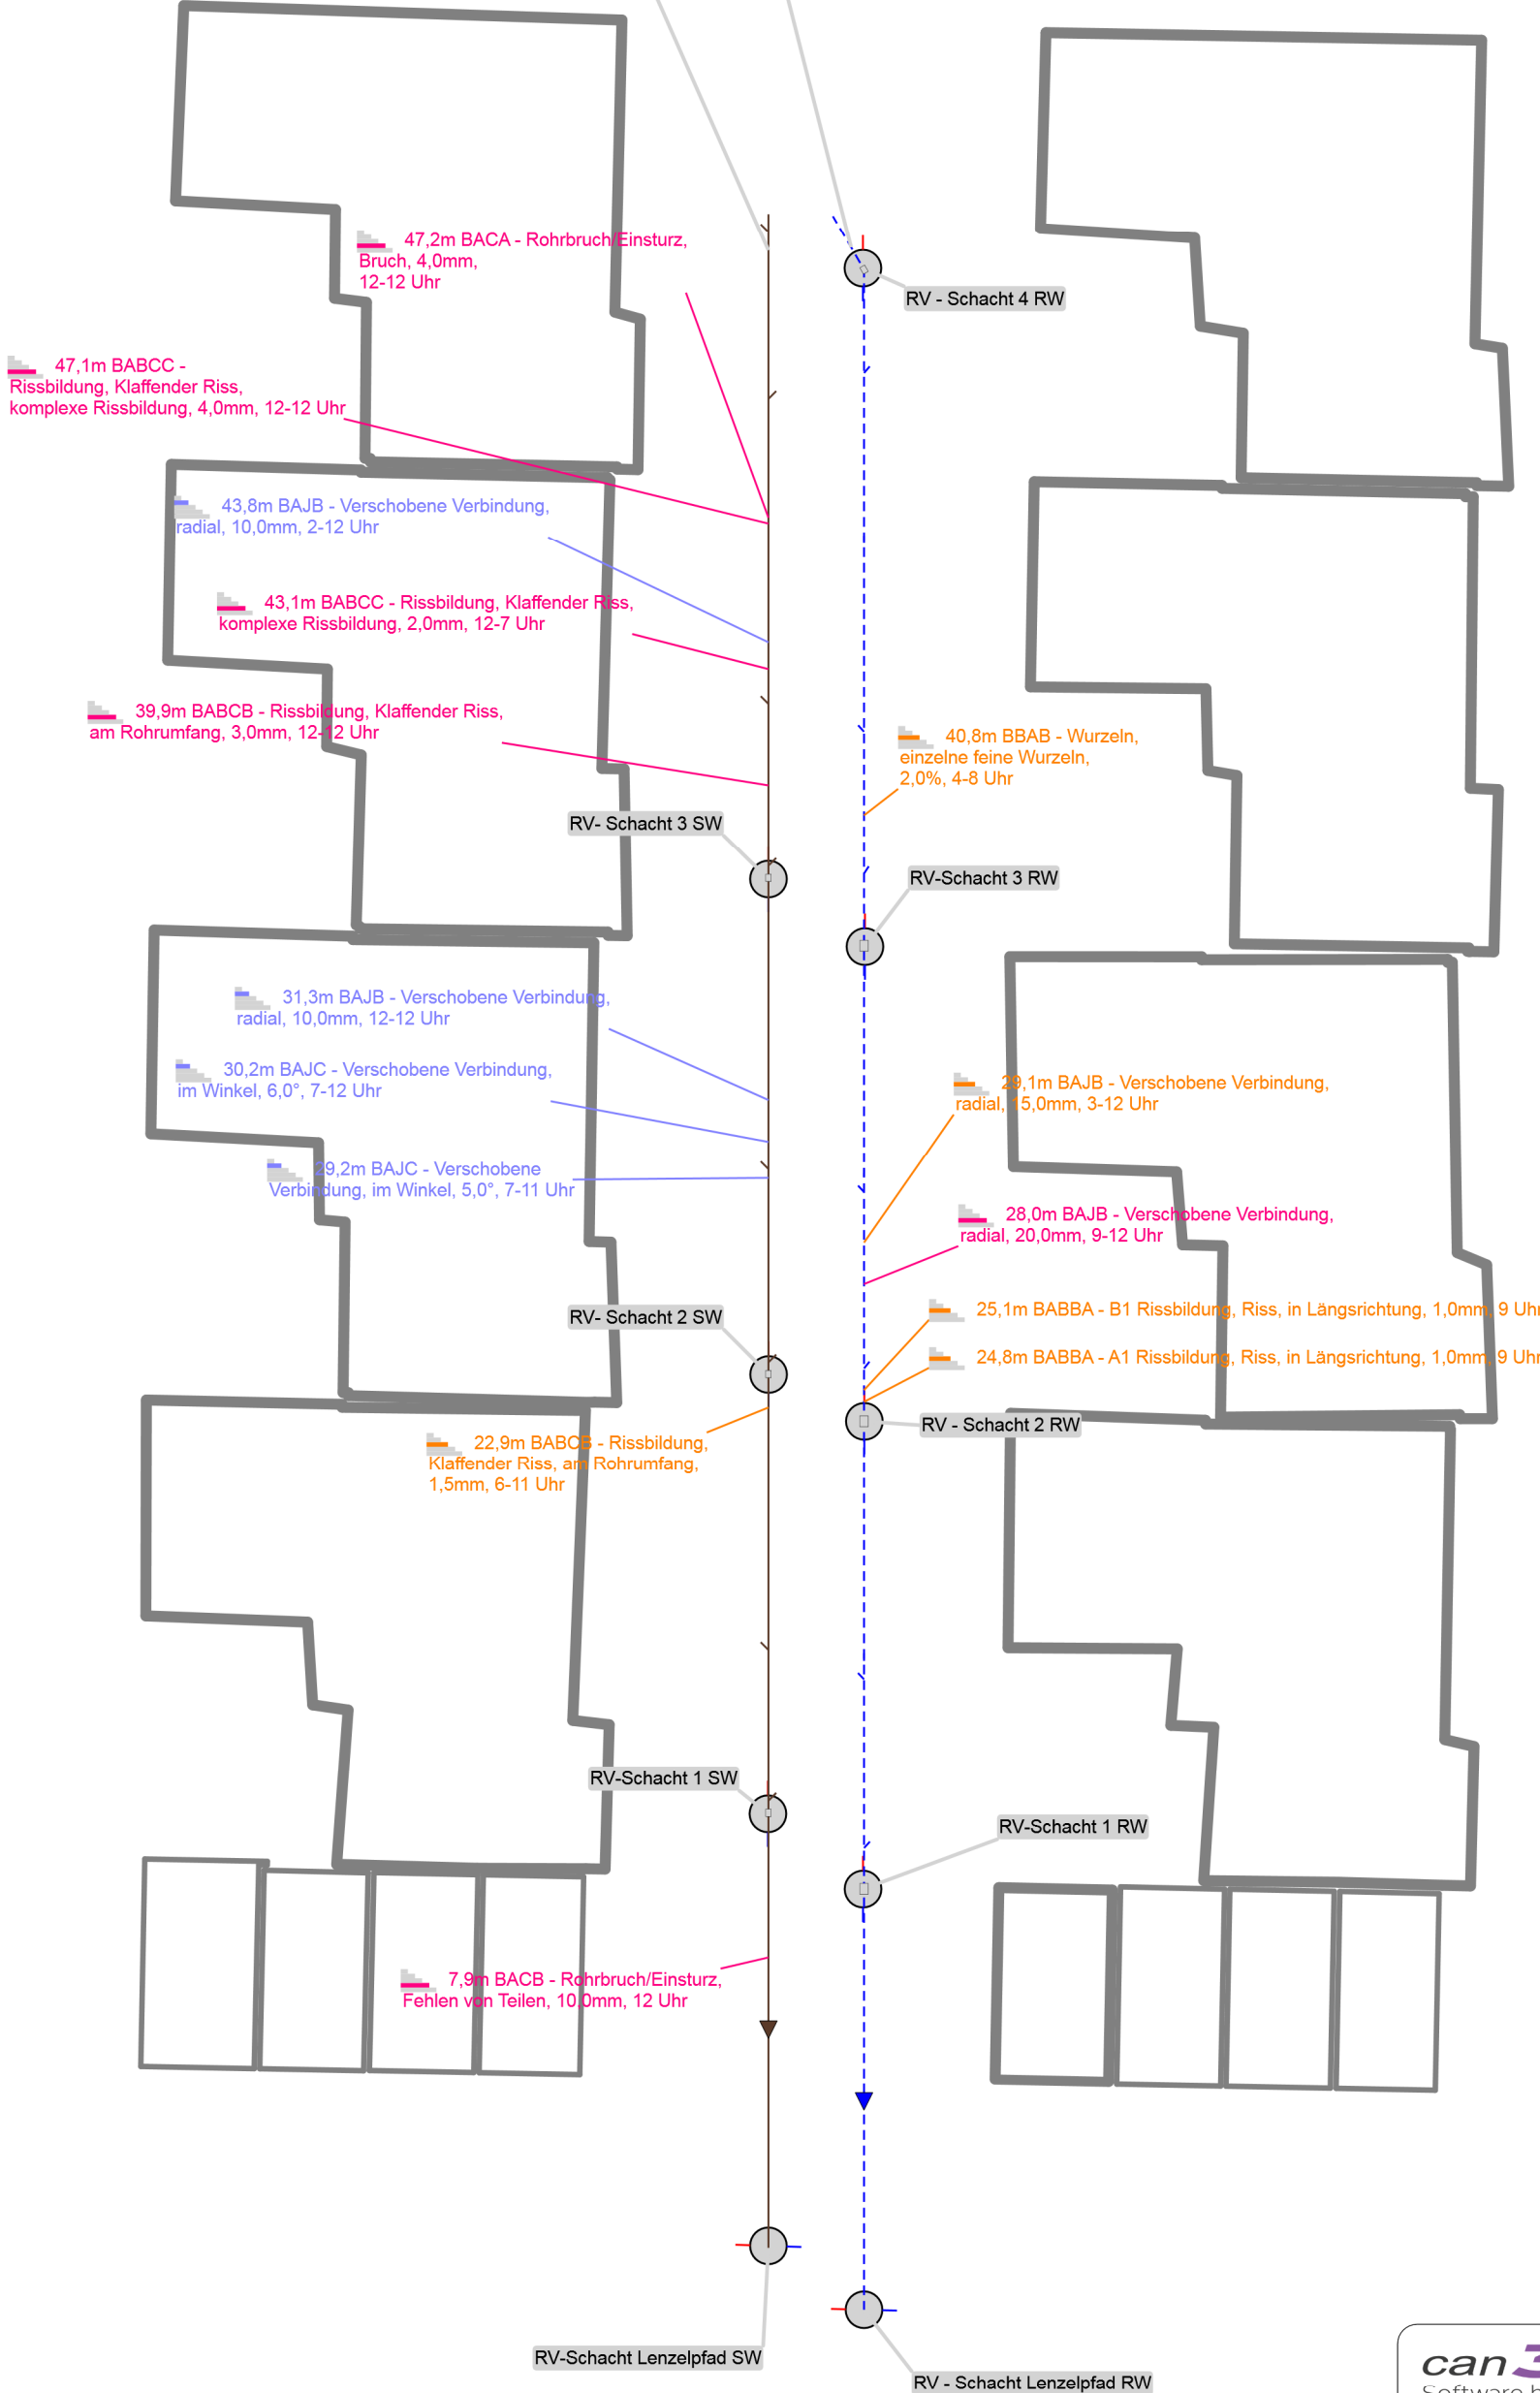 47,2m BACA - Rohrbruch/Einsturz,
Bruch, 4,0mm,
12-12 Uhr
RV - Schacht 4 RW
47,1m BABCC -
Rissbildung, Klaffender Riss,
komplexe Rissbildung, 4,0mm, 12-12 Uhr
43,8m BAJB - Verschobene Verbindung,
radial, 10,0mm, 2-12 Uhr
43,1m BABCC - Rissbildung, Klaffender Riss,
komplexe Rissbildung, 2,0mm, 12-7 Uhr
39,9m BABCB - Rissbildung, Klaffender Riss,
am Rohrumfang, 3,0mm, 12-12 Uhr
40,8m BBAB - Wurzeln,
einzelne feine Wurzeln,
2,0%, 4-8 Uhr
RV- Schacht 3 SW
RV-Schacht 3 RW
31,3m BAJB - Verschobene Verbindung,
radial, 10,0mm, 12-12 Uhr
30,2m BAJC - Verschobene Verbindung,
im Winkel, 6,0°, 7-12 Uhr
29,1m BAJB - Verschobene Verbindung,
radial, 15,0mm, 3-12 Uhr
29,2m BAJC - Verschobene
Verbindung, im Winkel, 5,0°, 7-11 Uhr
28,0m BAJB - Verschobene Verbindung,
radial, 20,0mm, 9-12 Uhr
25,1m BABBA - B1 Rissbildung, Riss, in Längsrichtung, 1,0mm, 9 Uhr
RV- Schacht 2 SW
24,8m BABBA - A1 Rissbildung, Riss, in Längsrichtung, 1,0mm, 9 Uhr
RV - Schacht 2 RW
22,9m BABCB - Rissbildung,
Klaffender Riss, am Rohrumfang,
1,5mm, 6-11 Uhr
RV-Schacht 1 SW
RV-Schacht 1 RW
7,9m BACB - Rohrbruch/Einsturz,
Fehlen von Teilen, 10,0mm, 12 Uhr
RV-Schacht Lenzelpfad SW
RV - Schacht Lenzelpfad RW
can3
Software b